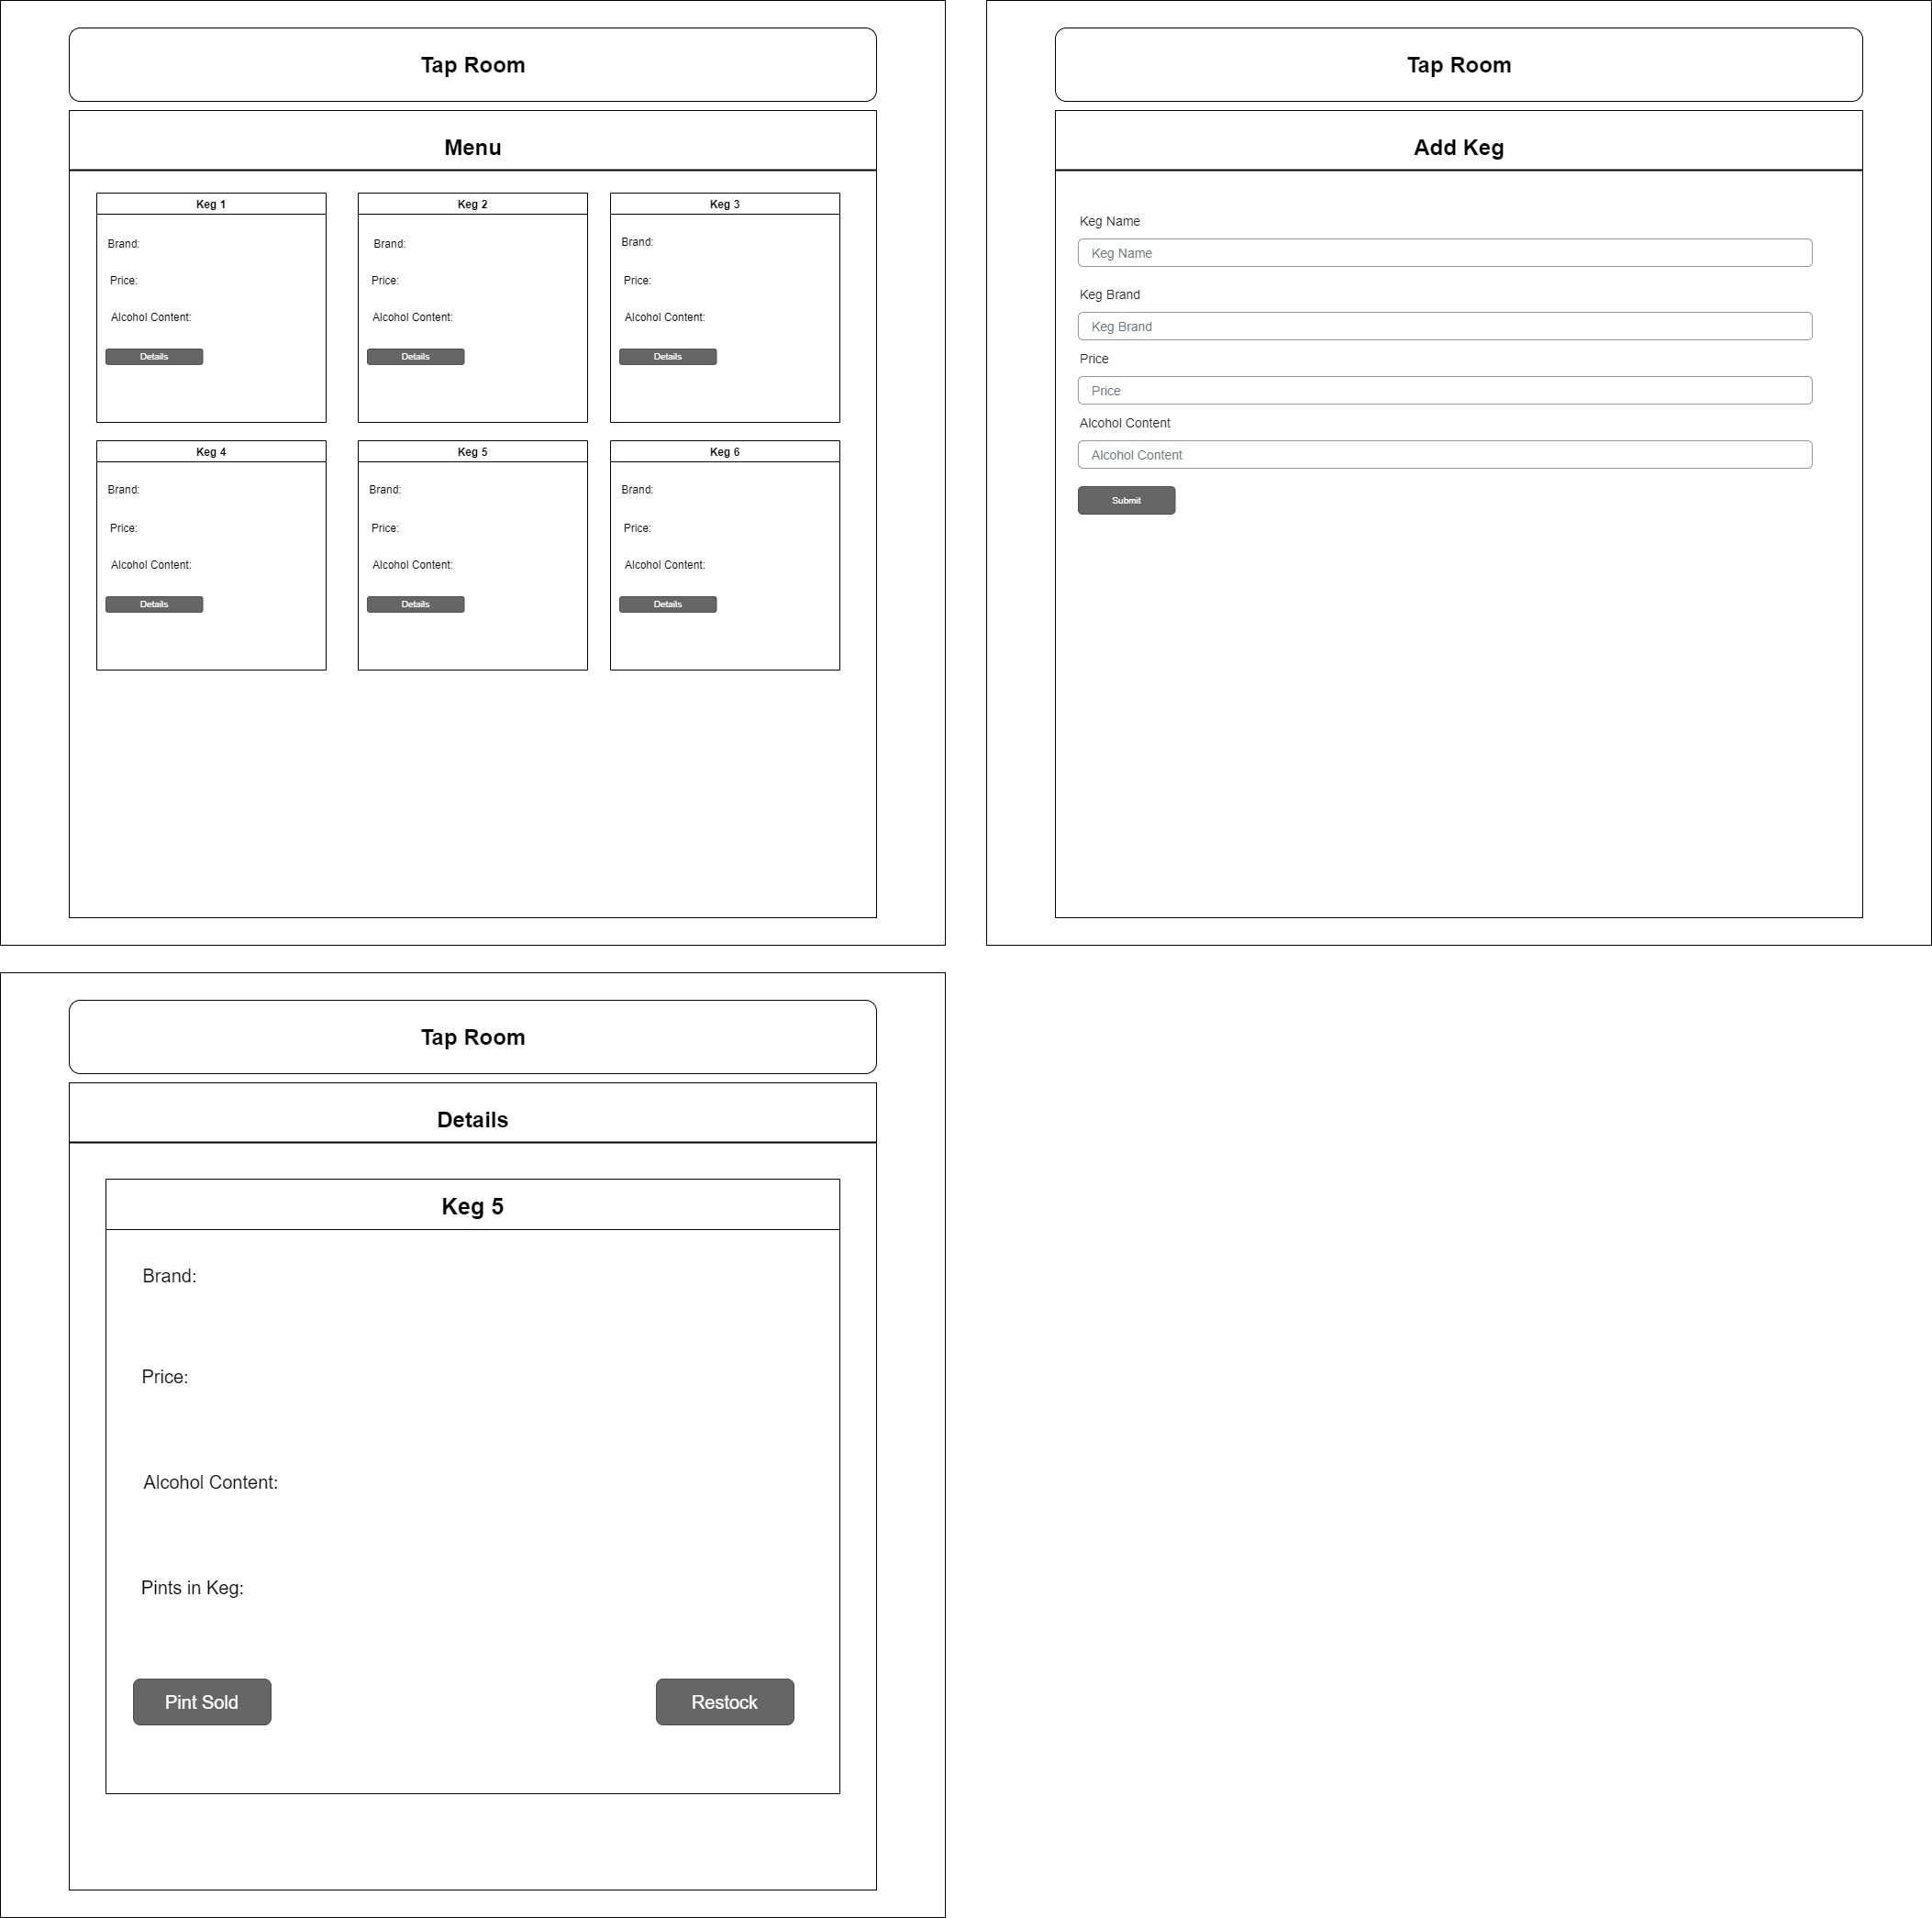 Tap Room
Menu
Keg 1
Brand:
Price:
Alcohol Content:
Details
Keg 2
Brand:
Price:
Alcohol Content:
Details
Keg 3
Brand:
Price:
Alcohol Content:
Details
Keg 4
Brand:
Price:
Alcohol Content:
Details
Keg 5
Brand:
Price:
Alcohol Content:
Details
Keg 6
Brand:
Price:
Alcohol Content:
Details
Tap Room
Add Keg
Keg Name
Keg Name
Keg Brand
Keg Brand
Price
Price
Alcohol Content
Alcohol Content
Submit
Tap Room
Details
Keg 5
Brand:
Price:
Alcohol Content:
Pints in Keg:
Pint Sold
Restock